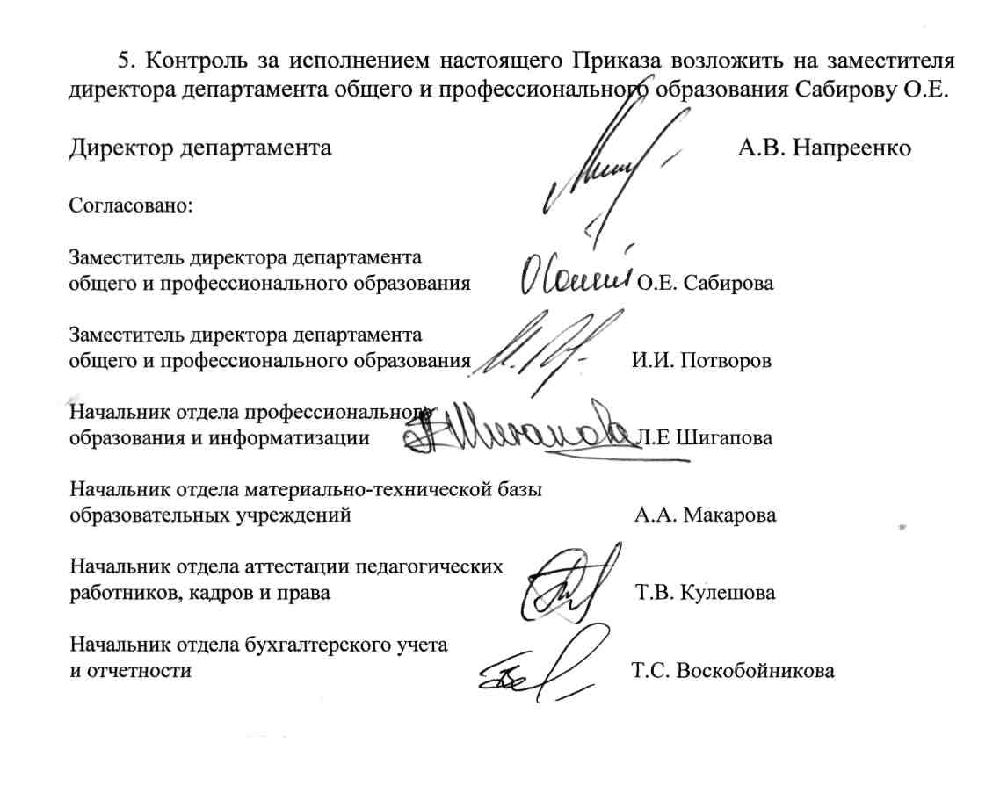 5. Контроль за исполнением настоящего Приказа возложить на заместителя
директора департамента общего и профессионального образования Сабирову О.Е.
Директор департамента А.В. Напреенко
Согласовано:
Заместитель директора департамента
общего и профессионального образования О.Е. Сабирова
Заместитель директора департамента
общего и профессионального образования И.И. Потворов
Начальник отдела профессионального
образования и информатизации Шигапова Л.Е Шигапова
Начальник отдела материально-технической базы
образовательных учреждений А.А. Макарова
Начальник отдела аттестации педагогических
работников, кадров и права Т.В. Кулешова
Начальник отдела бухгалтерского учета
и отчетности Т.С. Воскобойникова